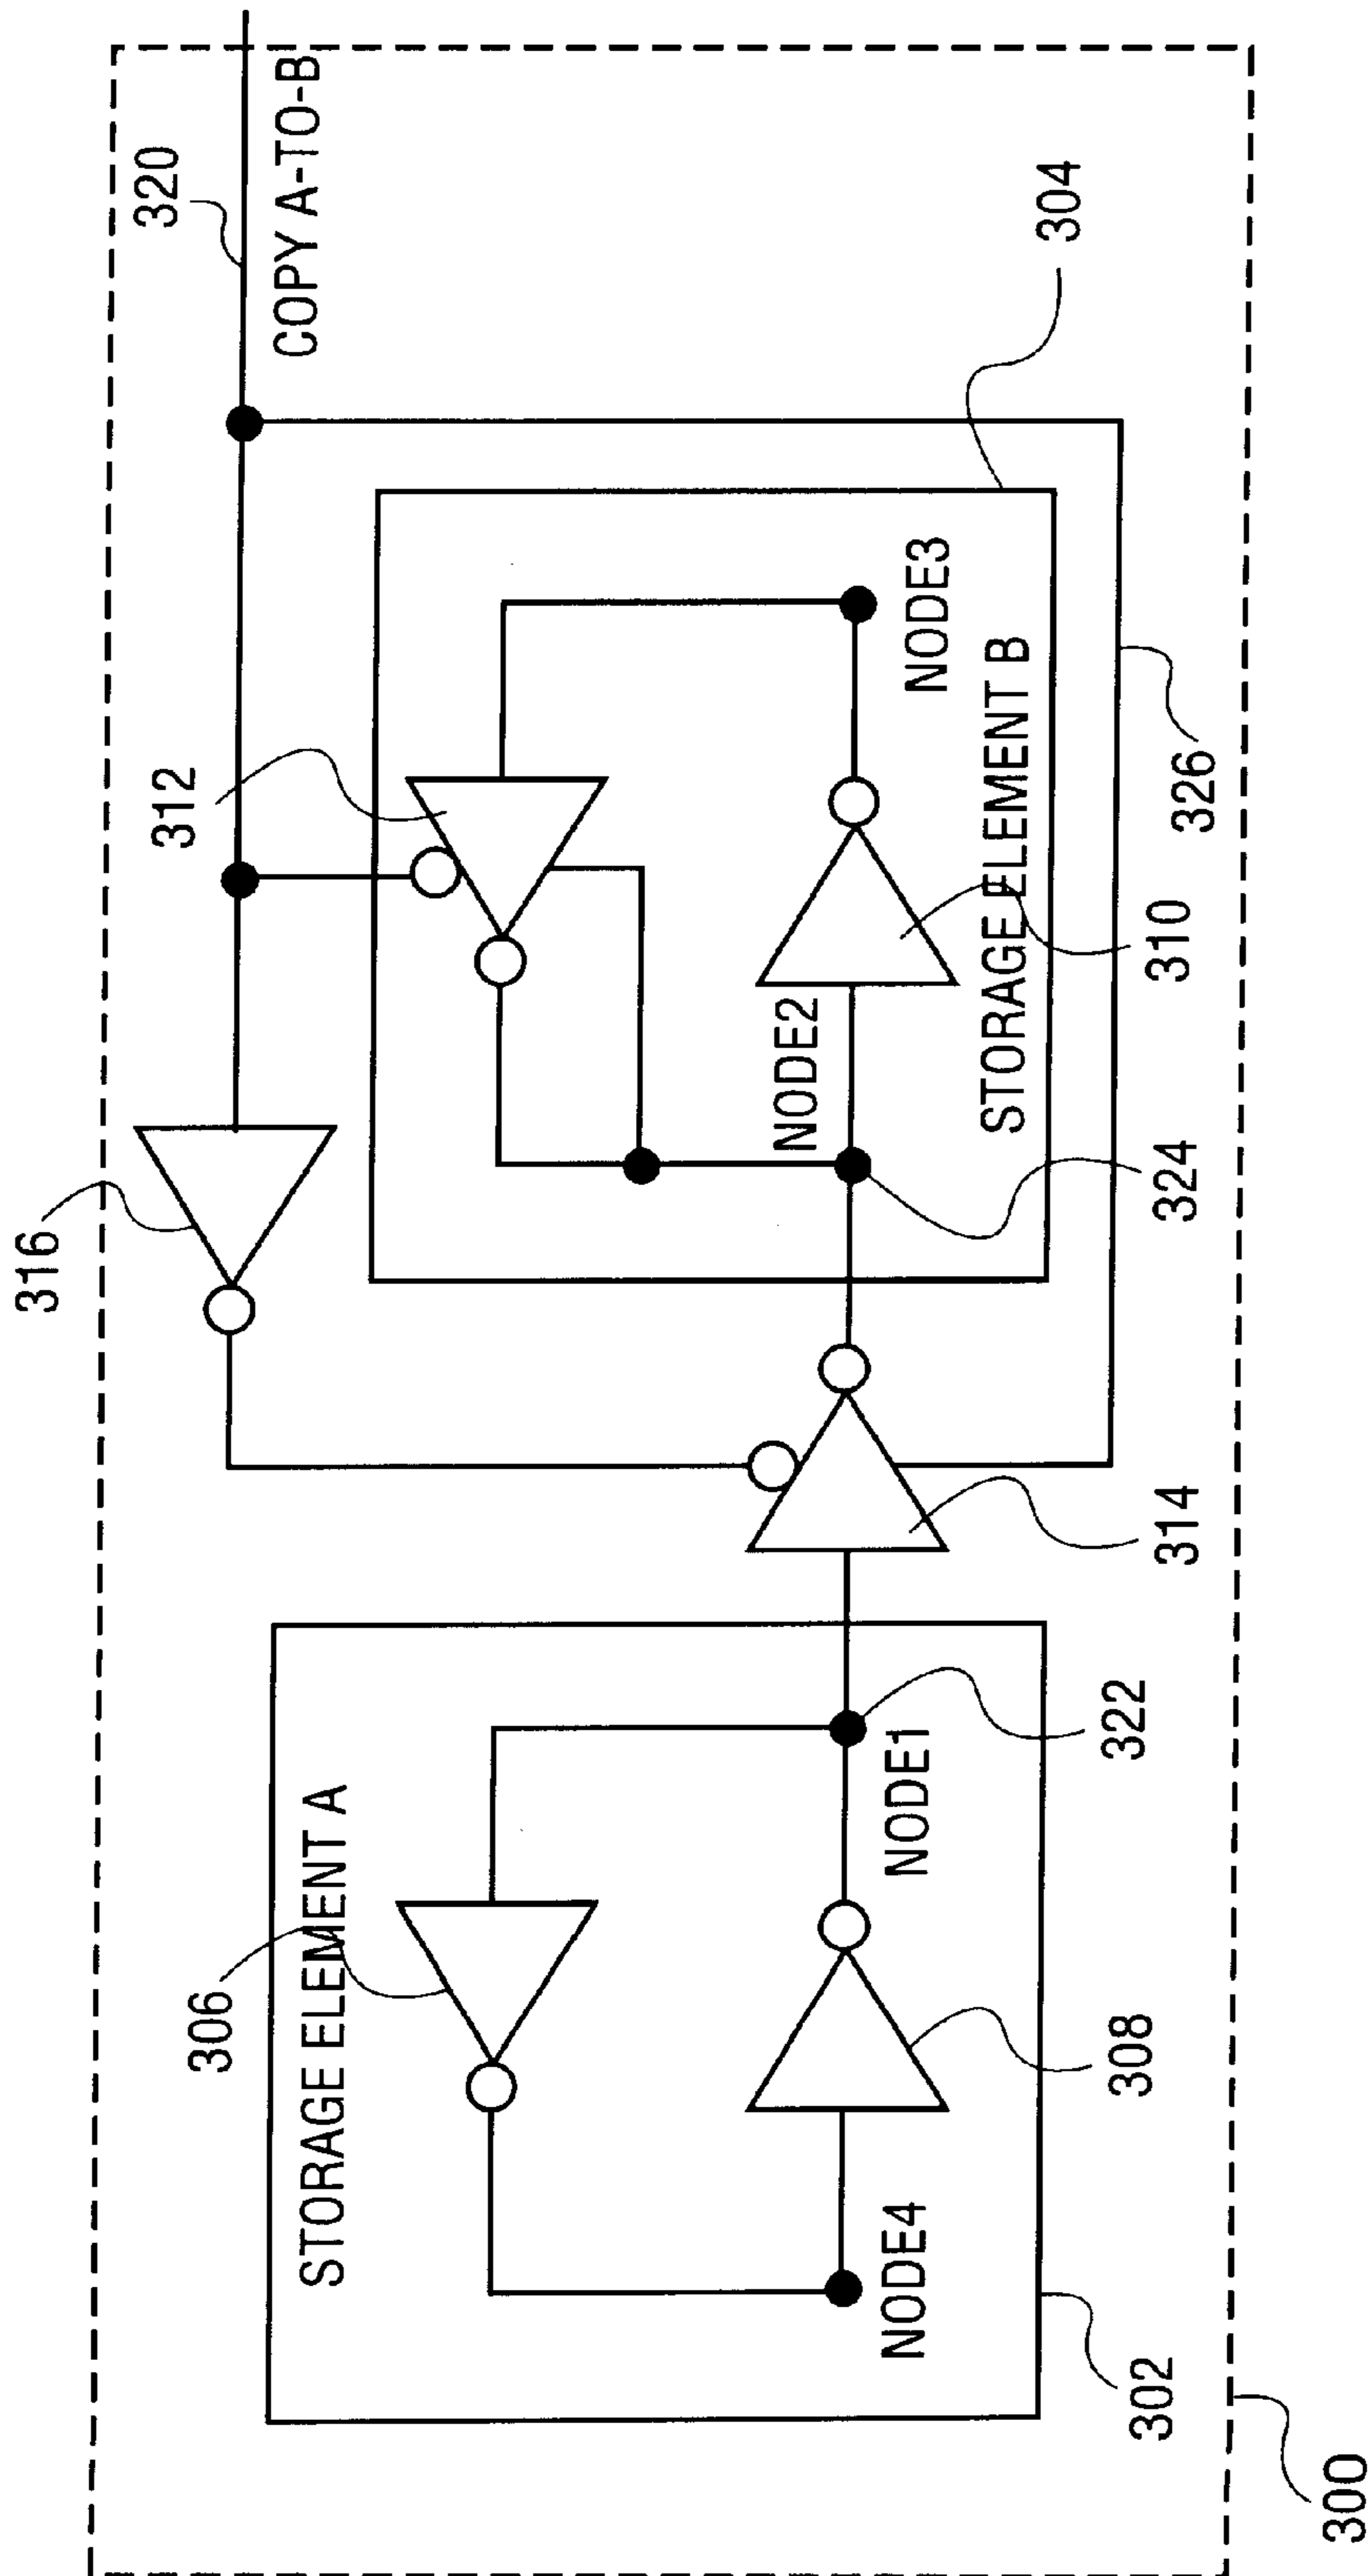 316
312
320
COPY A-TO-B
306
STORAGE ELEMENT A
NODE4
NODE1
308
322
302
300
314
NODE2
NODE3
STORAGE ELEMENT B
324
310
326
304